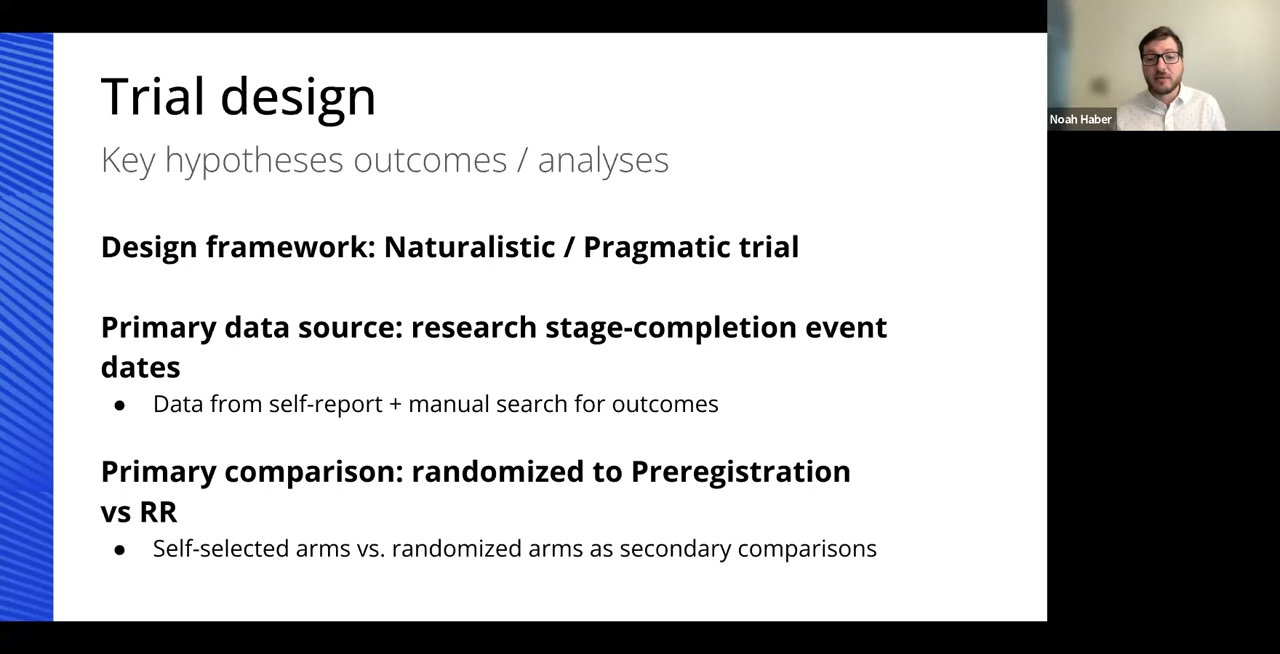 Trial design
Key hypotheses outcomes / analyses
Design framework: Naturalistic / Pragmatic trial
Primary data source: research stage-completion event
dates
● Data from self-report + manual search for outcomes
Primary comparison: randomized to Preregistration
vs RR
● Self-selected arms vs. randomized arms as secondary comparisons
Noah Haber